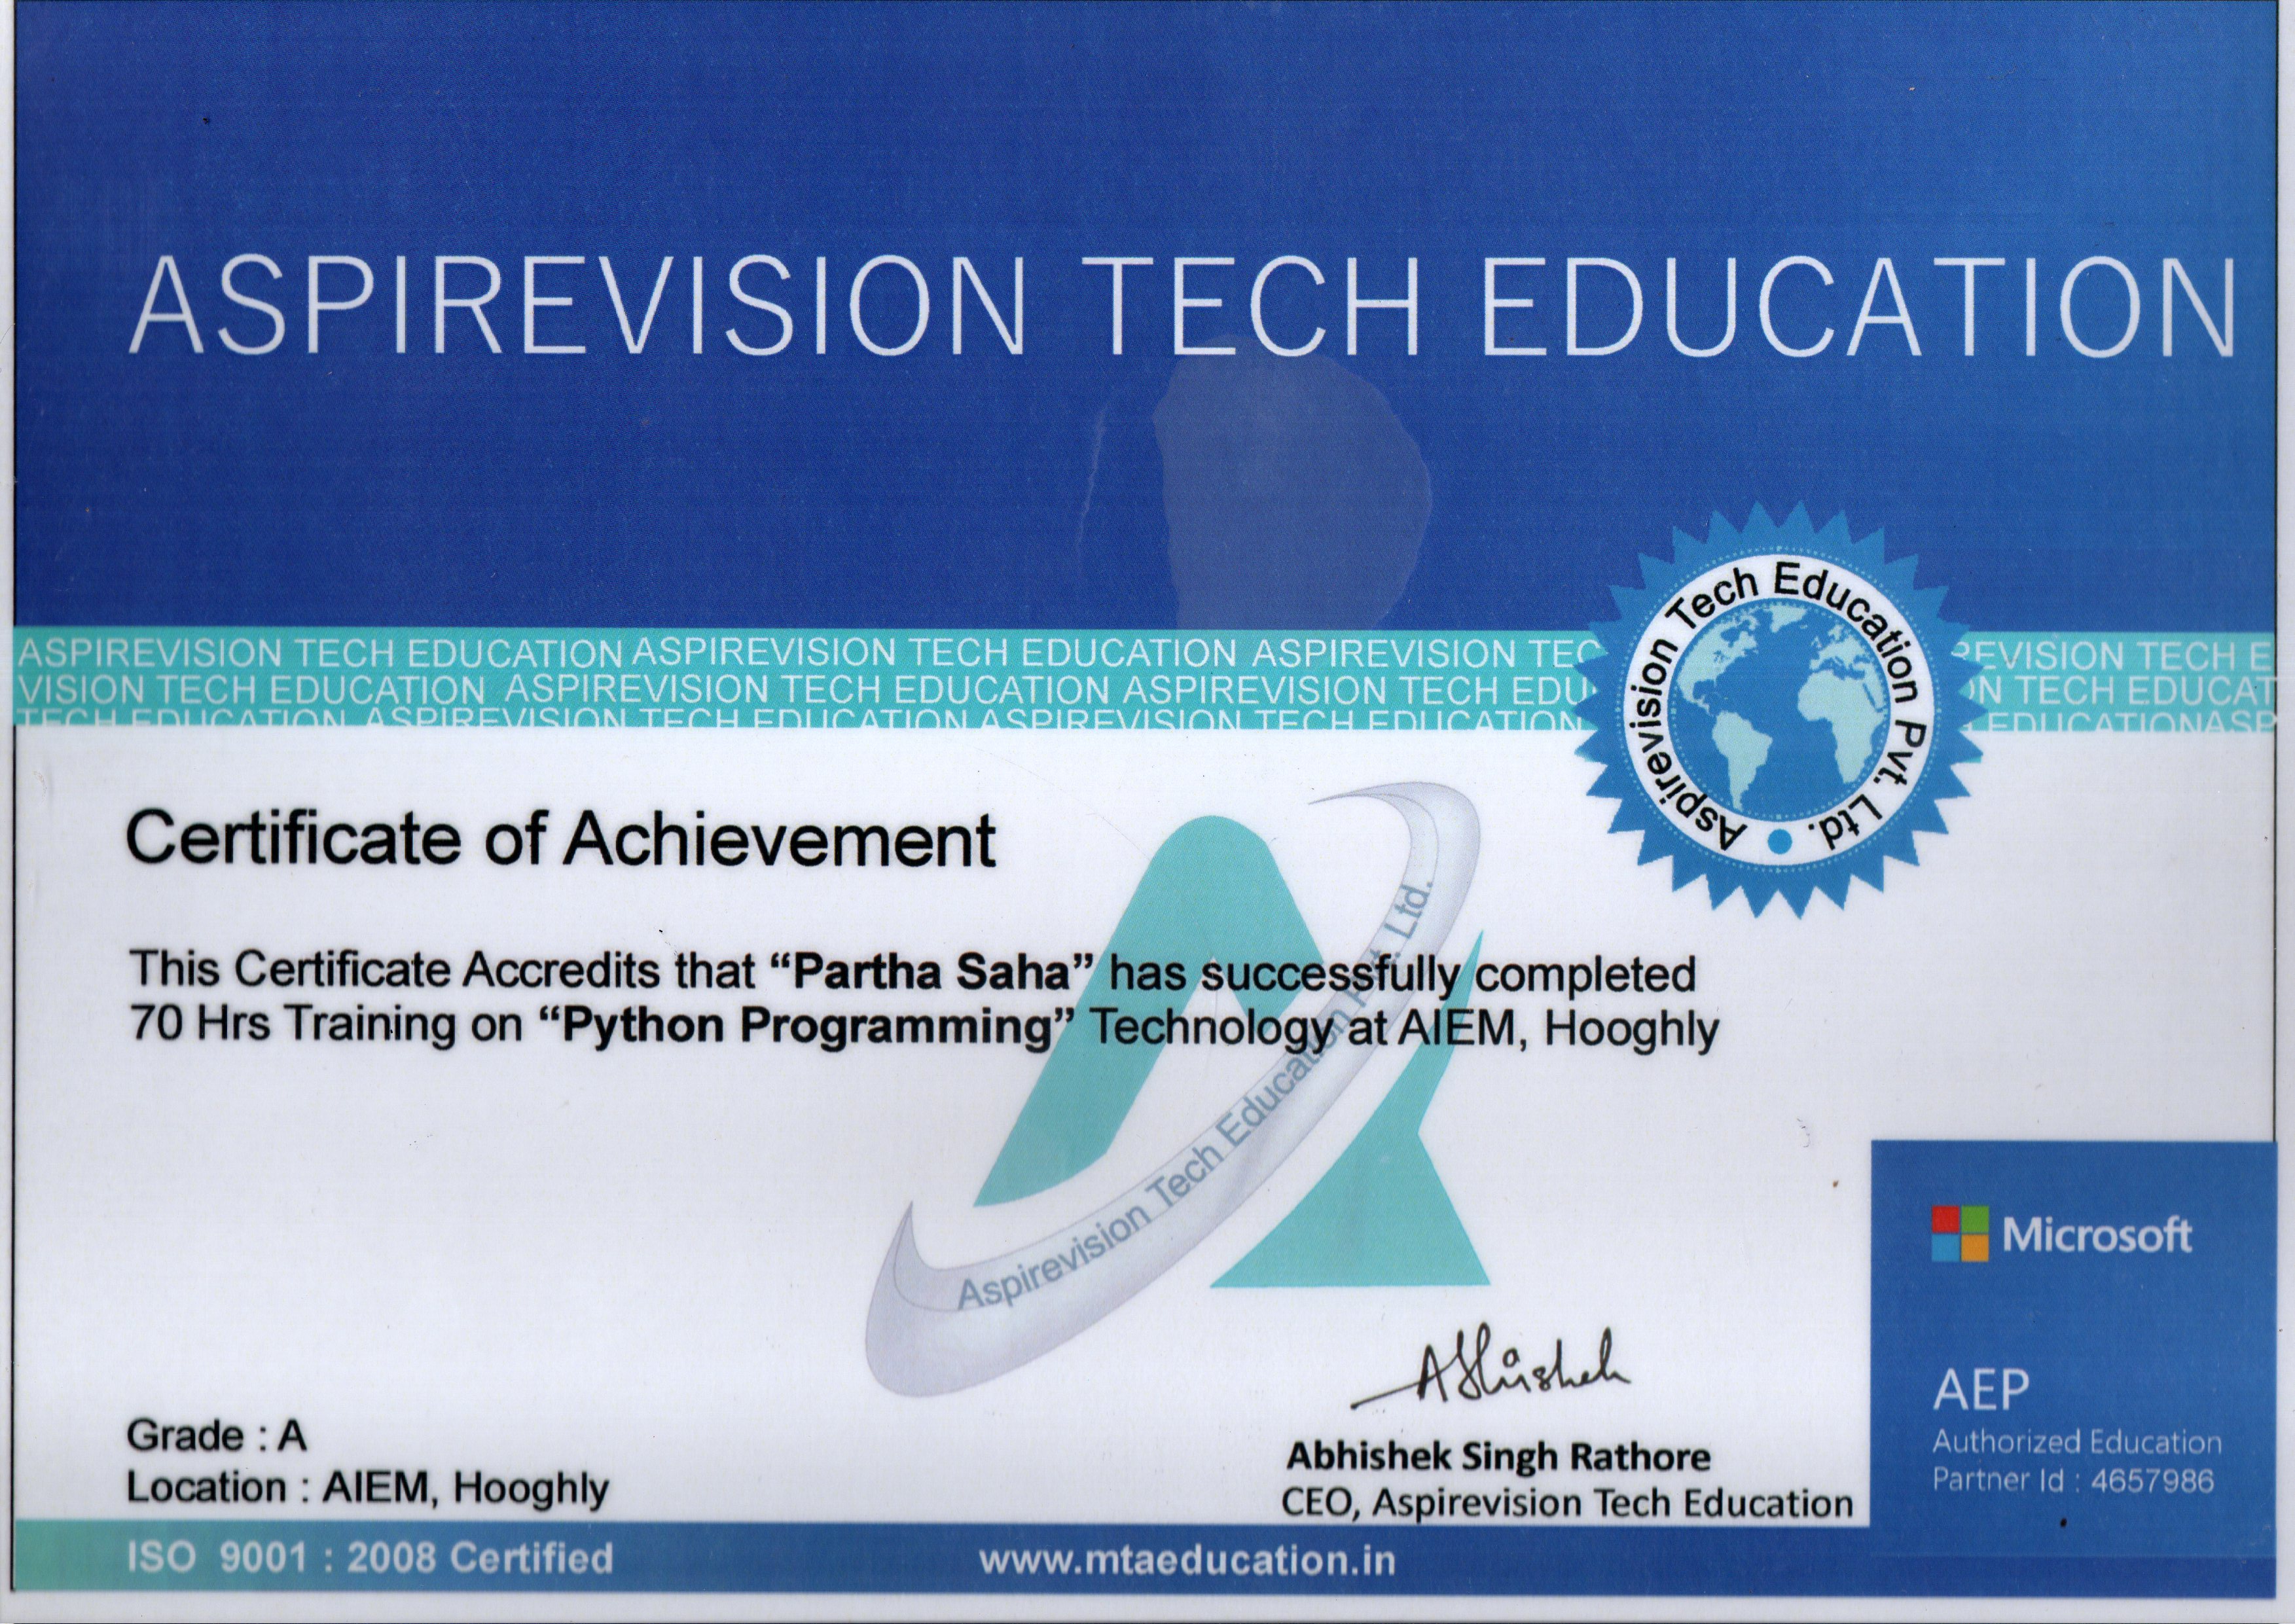 ASPIREVISION TECH EDUCATION
ASPIREVISION TECH EDUCATION ASPIREVISION TECH EDUCATION ASPIREVISION TEC REVISION TECH E
VISION TECH EDUCATION ASPIREVISION TECH EDUCATION ASPIREVISION TECH EDU ON TECH EDUCAT
TECH EDUCATION ASPIREVISION TECH EDUCATION ASPIREVISION TECH EDUCATION EDUCATIONASP
Aspirevision Tech Education Pvt. Ltd.
Certificate of Achievement
This Certificate Accredits that “Partha Saha” has successfully completed
70 Hrs Training on “Python Programming” Technology at AIEM, Hooghly
Aspirevision Tech Education Pvt. Ltd.
Microsoft
AEP
Authorized Education
Partner Id : 4657986
Abhishek
Abhishek Singh Rathore
CEO, Aspirevision Tech Education
Grade : A
Location : AIEM, Hooghly
ISO 9001 : 2008 Certified
www.mtaeducation.in